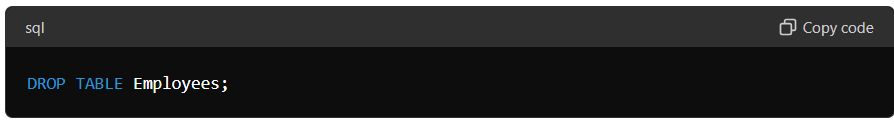 sql Copy code
DROP TABLE Employees;